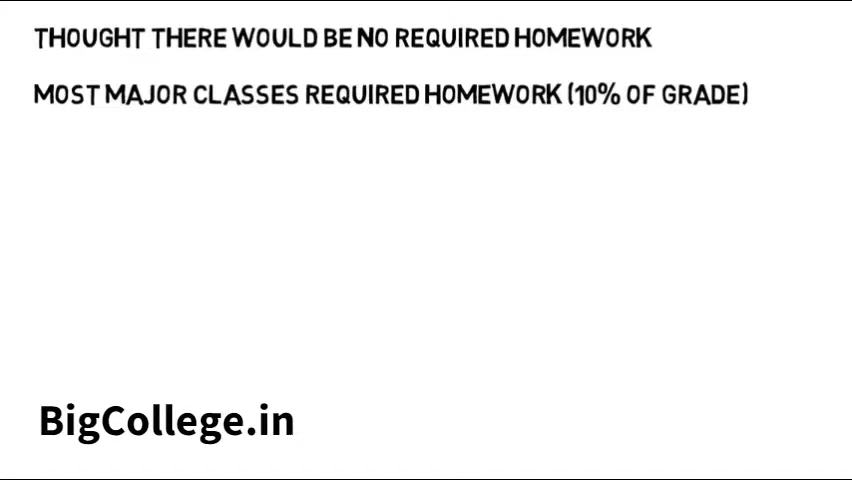 THOUGHT THERE WOULD BE NO REQUIRED HOMEWORK
MOST MAJOR CLASSES REQUIRED HOMEWORK (10% OF GRADE)
BigCollege.in